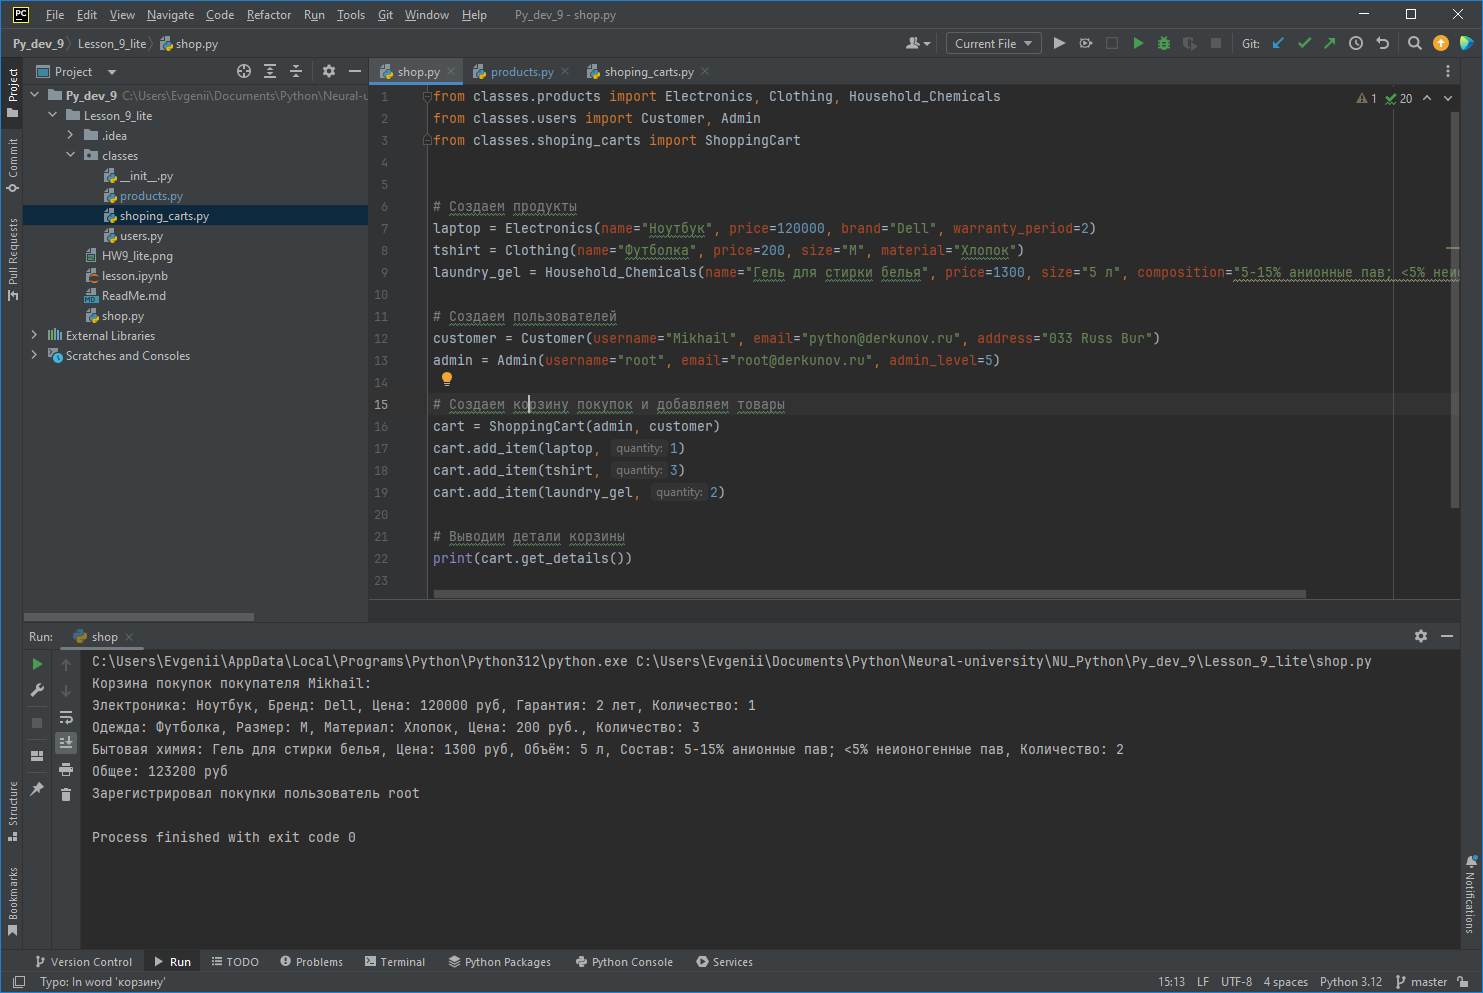 PC File Edit View Navigate Code Refactor Run Tools Git Window Help Py_dev_9 - shop.py
Py_dev_9 Lesson_9_lite shop.py Current File Git:
Project
shop.py products.py shoping_carts.py
Project
Commit
Pull Requests
Py_dev_9 C:\Users\Evgenii\Documents\Python\Neural-u
Lesson_9_lite
.idea
classes
__init__.py
products.py
shoping_carts.py
users.py
HW9_lite.png
lesson.ipynb
MD ReadMe.md
shop.py
External Libraries
Scratches and Consoles
1 from classes.products import Electronics, Clothing, Household_Chemicals
1 20
2 from classes.users import Customer, Admin
3 from classes.shoping_carts import ShoppingCart
4
5
6 # Создаем продукты
7 laptop = Electronics(name="Ноутбук", price=120000, brand="Dell", warranty_period=2)
8 tshirt = Clothing(name="Футболка", price=200, size="M", material="Хлопок")
9 laundry_gel = Household_Chemicals(name="Гель для стирки белья", price=1300, size="5 л", composition="5-15% анионные пав; <5% неио
10
11 # Создаем пользователей
12 customer = Customer(username="Mikhail", email="python@derkunov.ru", address="033 Russ Bur")
13 admin = Admin(username="root", email="root@derkunov.ru", admin_level=5)
14
15 # Создаем корзину покупок и добавляем товары
16 cart = ShoppingCart(admin, customer)
17 cart.add_item(laptop, quantity: 1)
18 cart.add_item(tshirt, quantity: 3)
19 cart.add_item(laundry_gel, quantity: 2)
20
21 # Выводим детали корзины
22 print(cart.get_details())
23
Run: shop
C:\Users\Evgenii\AppData\Local\Programs\Python\Python312\python.exe C:\Users\Evgenii\Documents\Python\Neural-university\NU_Python\Py_dev_9\Lesson_9_lite\shop.py
Корзина покупок покупателя Mikhail:
Электроника: Ноутбук, Бренд: Dell, Цена: 120000 руб, Гарантия: 2 лет, Количество: 1
Одежда: Футболка, Размер: M, Материал: Хлопок, Цена: 200 руб., Количество: 3
Бытовая химия: Гель для стирки белья, Цена: 1300 руб, Объём: 5 л, Состав: 5-15% анионные пав; <5% неионогенные пав, Количество: 2
Общее: 123200 руб
Зарегистрировал покупки пользователь root
Process finished with exit code 0
Structure
Bookmarks
Notifications
Version Control Run TODO Problems Terminal Python Packages Python Console Services
Typo: In word 'корзину' 15:13 LF UTF-8 4 spaces Python 3.12 master